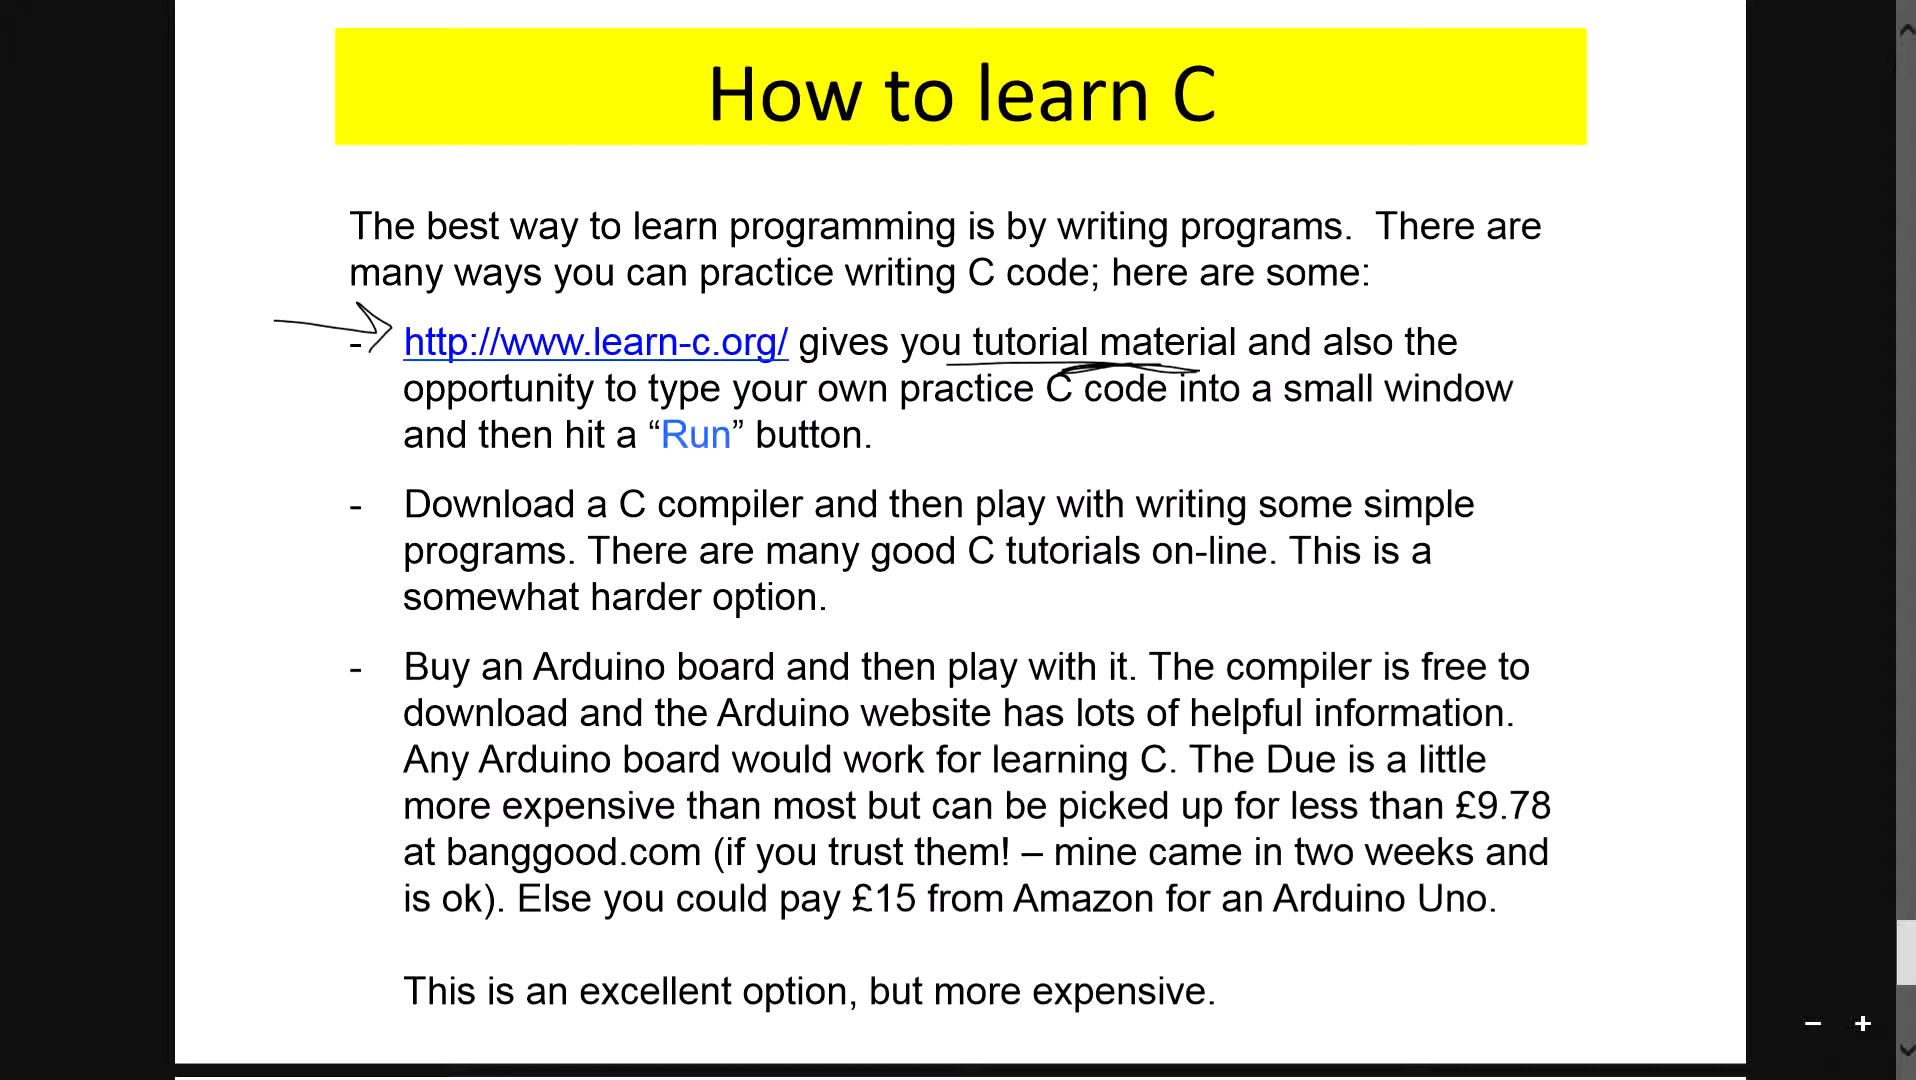 How to learn C
The best way to learn programming is by writing programs.  There are
many ways you can practice writing C code; here are some:
- http://www.learn-c.org/ gives you tutorial material and also the
opportunity to type your own practice C code into a small window
and then hit a “Run” button.
- Download a C compiler and then play with writing some simple
programs. There are many good C tutorials on-line. This is a
somewhat harder option.
- Buy an Arduino board and then play with it. The compiler is free to
download and the Arduino website has lots of helpful information.
Any Arduino board would work for learning C. The Due is a little
more expensive than most but can be picked up for less than £9.78
at banggood.com (if you trust them! – mine came in two weeks and
is ok). Else you could pay £15 from Amazon for an Arduino Uno.
This is an excellent option, but more expensive.